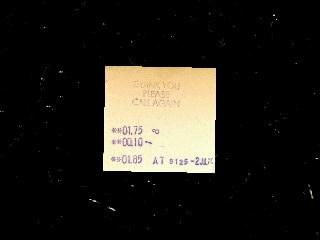 THANK YOU
PLEASE
CALL AGAIN
**01.75
**00.10
**01.85 AT